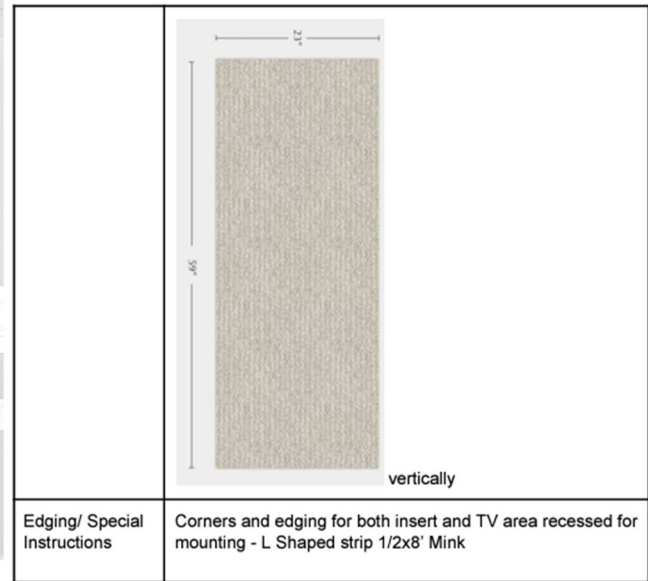 23"
59"
vertically
Edging/ Special
Instructions
Corners and edging for both insert and TV area recessed for
mounting - L Shaped strip 1/2x8’ Mink